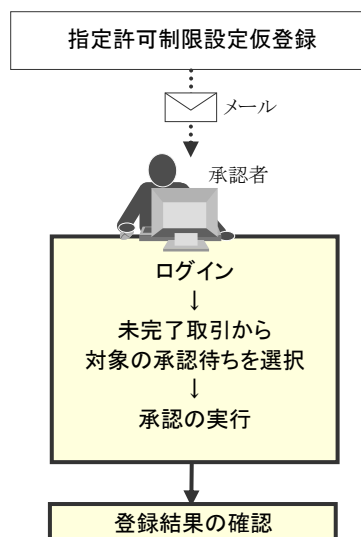 指定許可制限設定仮登録
メール
承認者
ログイン
↓
未完了取引から
対象の承認待ちを選択
↓
承認の実行
登録結果の確認